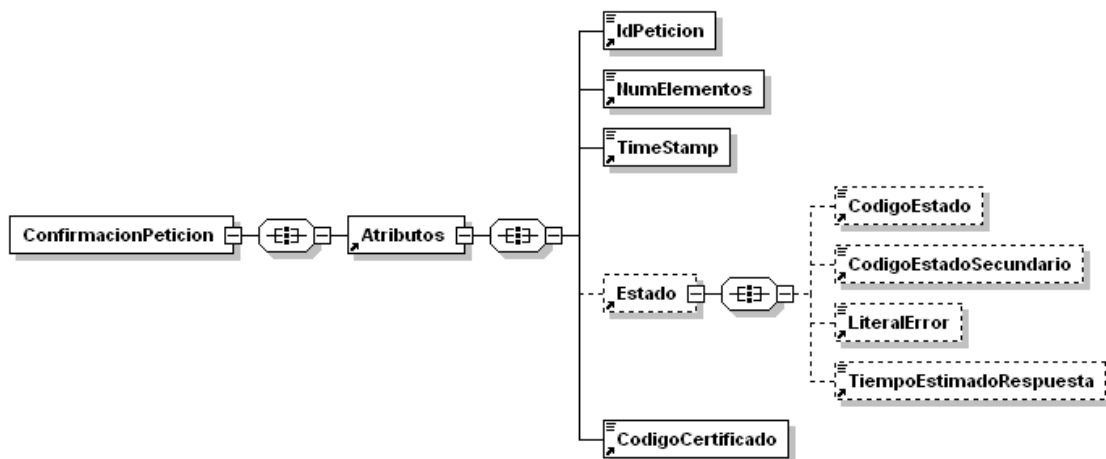 IdPeticion
NumElementos
TimeStamp
CodigoEstado
ConfirmacionPeticion
Atributos
CodigoEstadoSecundario
Estado
LiteralError
TiempoEstimadoRespuesta
CodigoCertificado